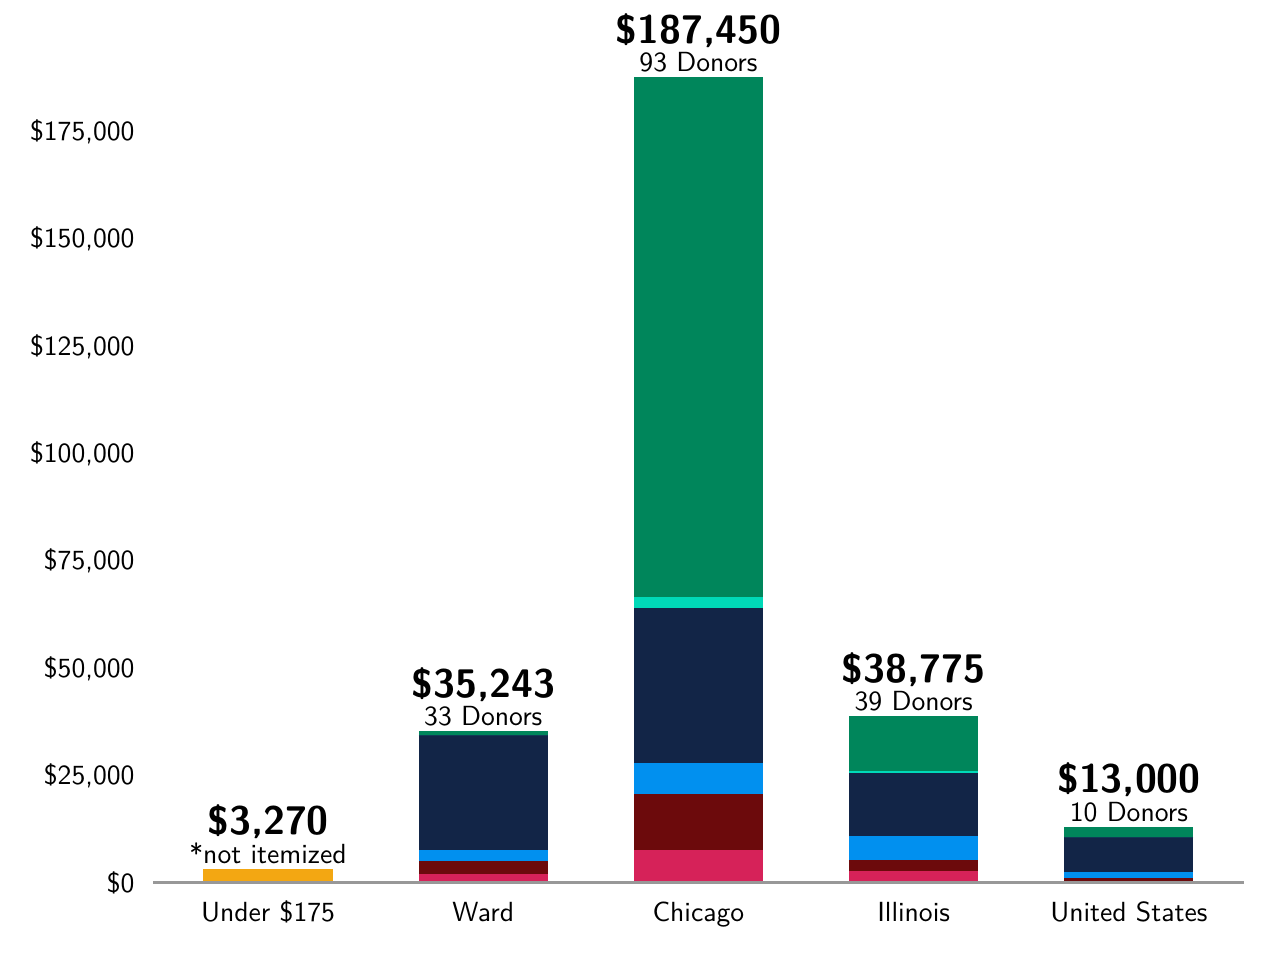 $187,450
93 Donors
$175,000
$150,000
$125,000
$100,000
$75,000
$50,000
$25,000
$0
$3,270
*not itemized
$35,243
33 Donors
$38,775
39 Donors
$13,000
10 Donors
Under $175
Ward
Chicago
Illinois
United States